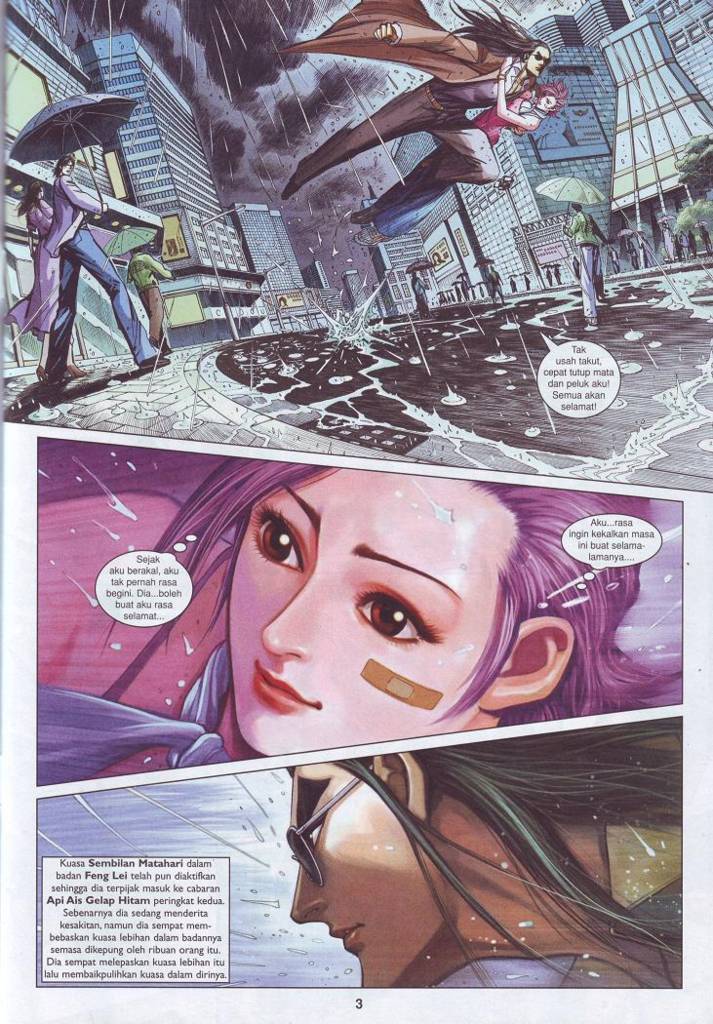 Tak
usah takut,
cepat tutup mata
dan peluk aku!
Semua akan
selamat!
Sejak
aku berakal, aku
tak pernah rasa
begini. Dia...boleh
buat aku rasa
selamat...
Aku...rasa
ingin kekalkan masa
ini buat selama-
lamanya....
Kuasa Sembilan Matahari dalam
badan Feng Lei telah pun diaktifkan
sehingga dia terpijak masuk ke cabaran
Api Ais Gelap Hitam peringkat kedua.
Sebenarnya dia sedang menderita
kesakitan, namun dia sempat mem-
bebaskan kuasa lebihan dalam badannya
semasa dikepung oleh ribuan orang itu.
Dia sempat melepaskan kuasa lebihan itu
lalu membaikpulihkan kuasa dalam dirinya.
3